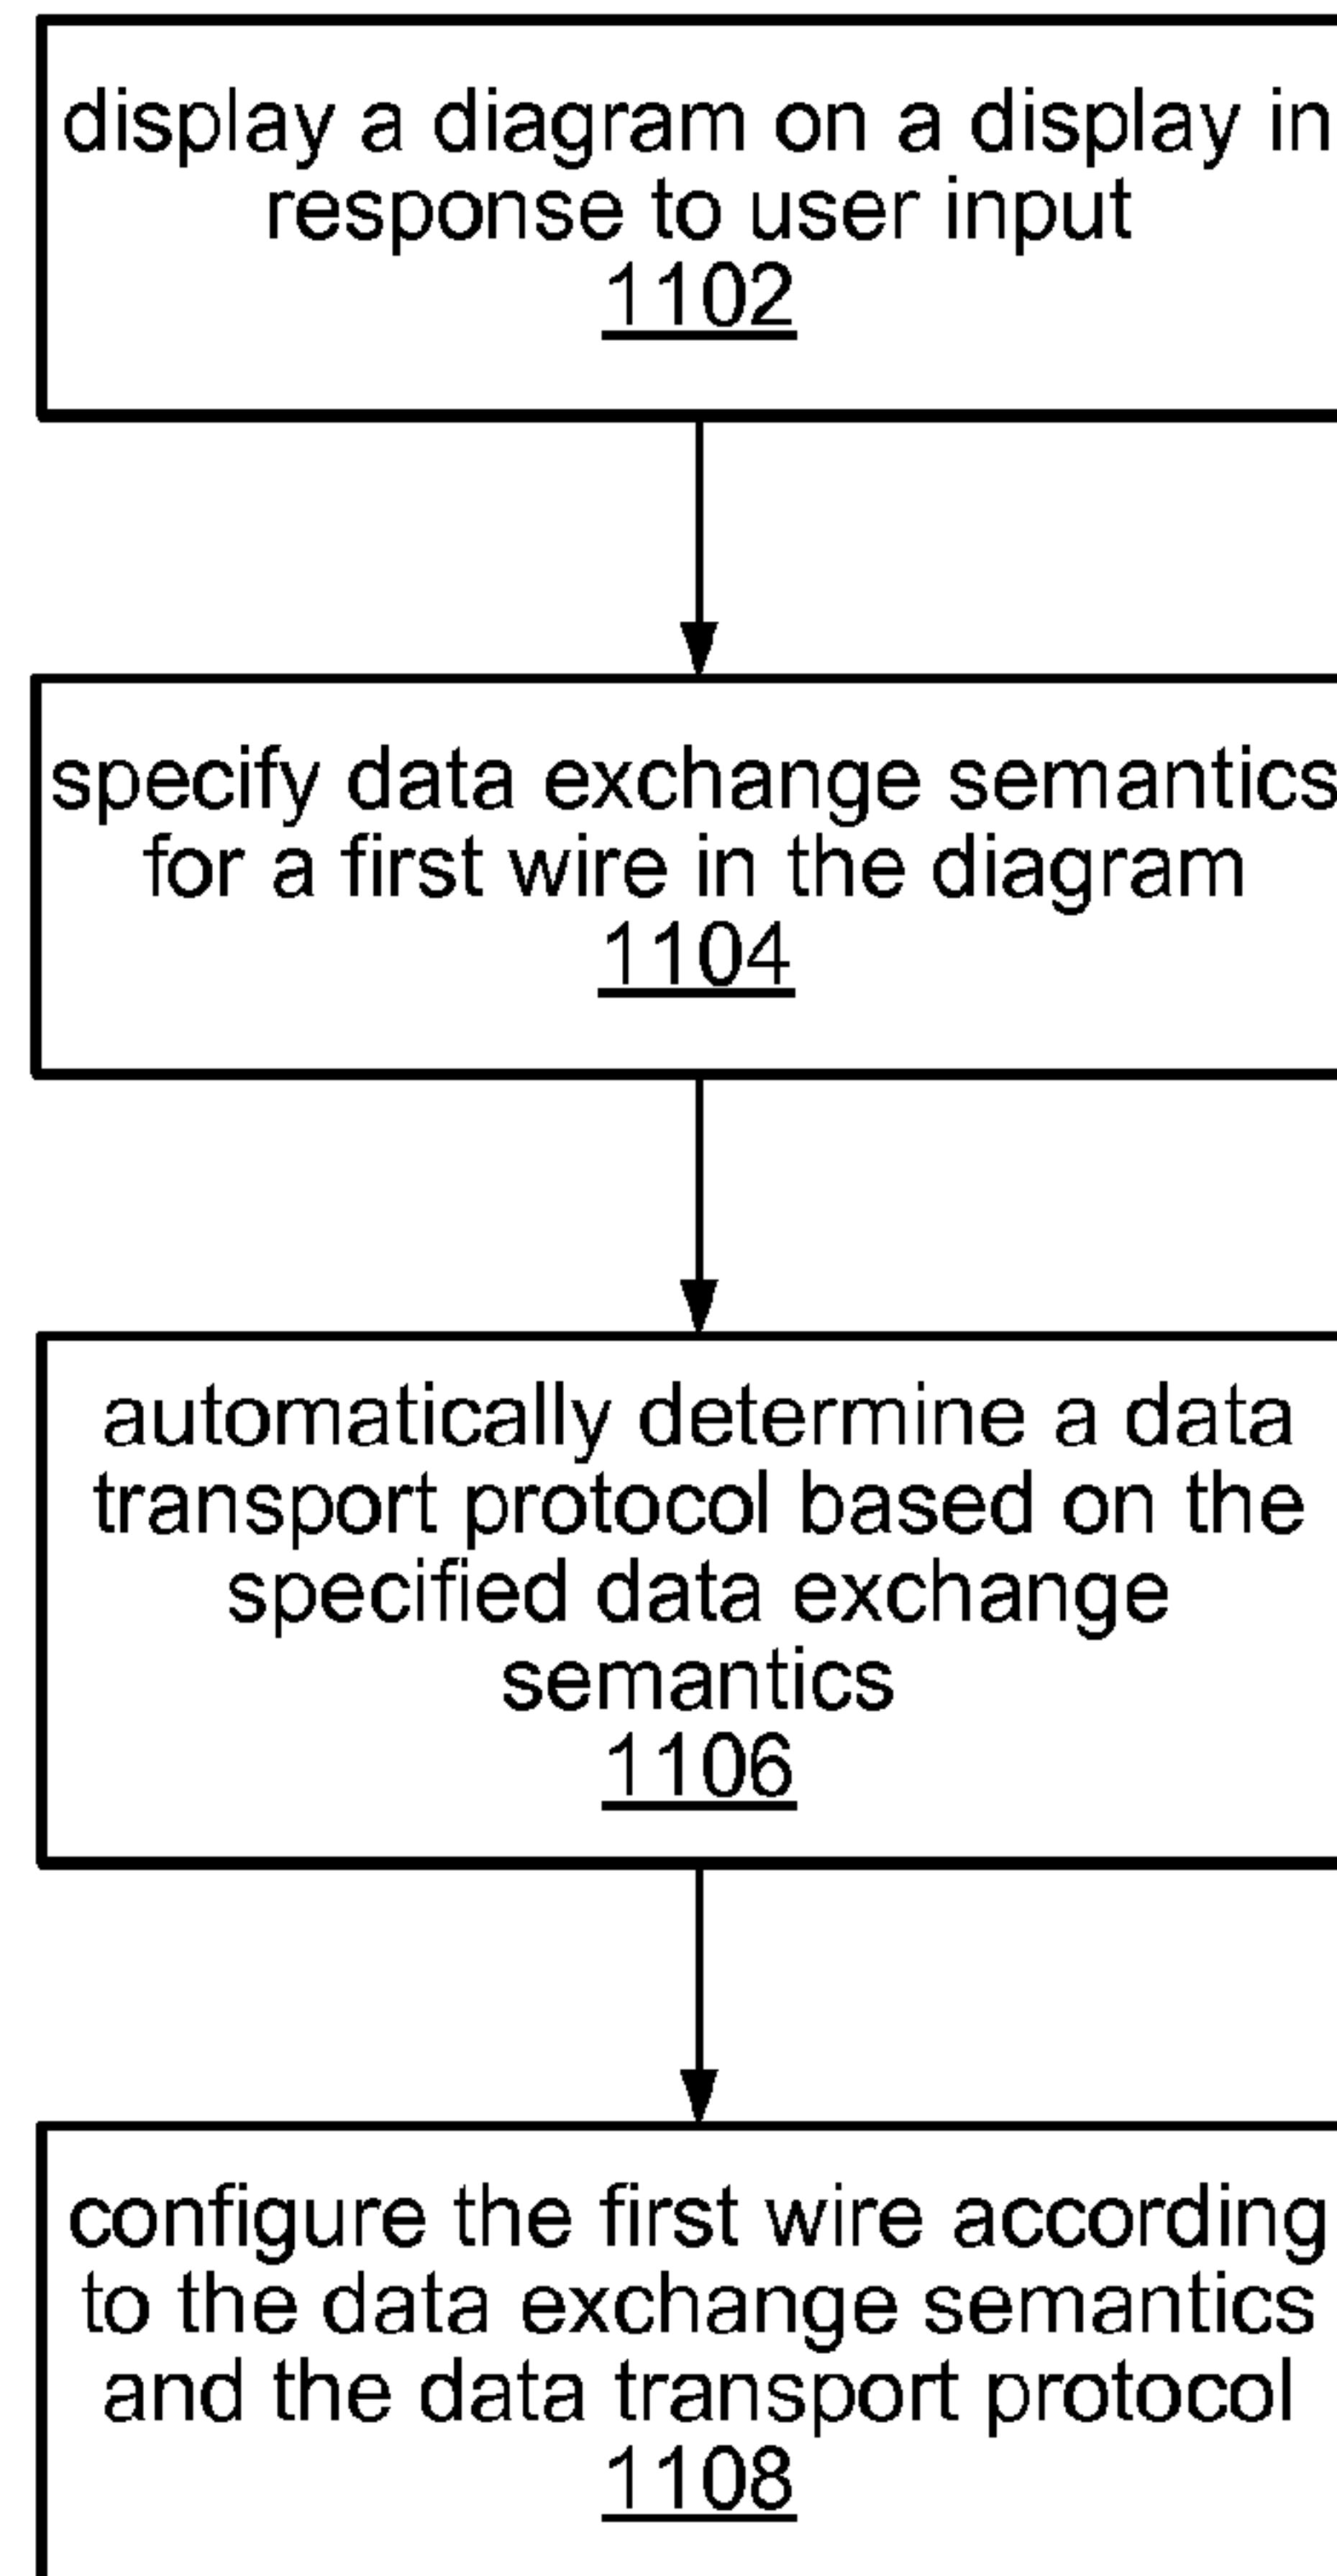 display a diagram on a display in
response to user input
1102
specify data exchange semantics
for a first wire in the diagram
1104
automatically determine a data
transport protocol based on the
specified data exchange
semantics
1106
configure the first wire according
to the data exchange semantics
and the data transport protocol
1108